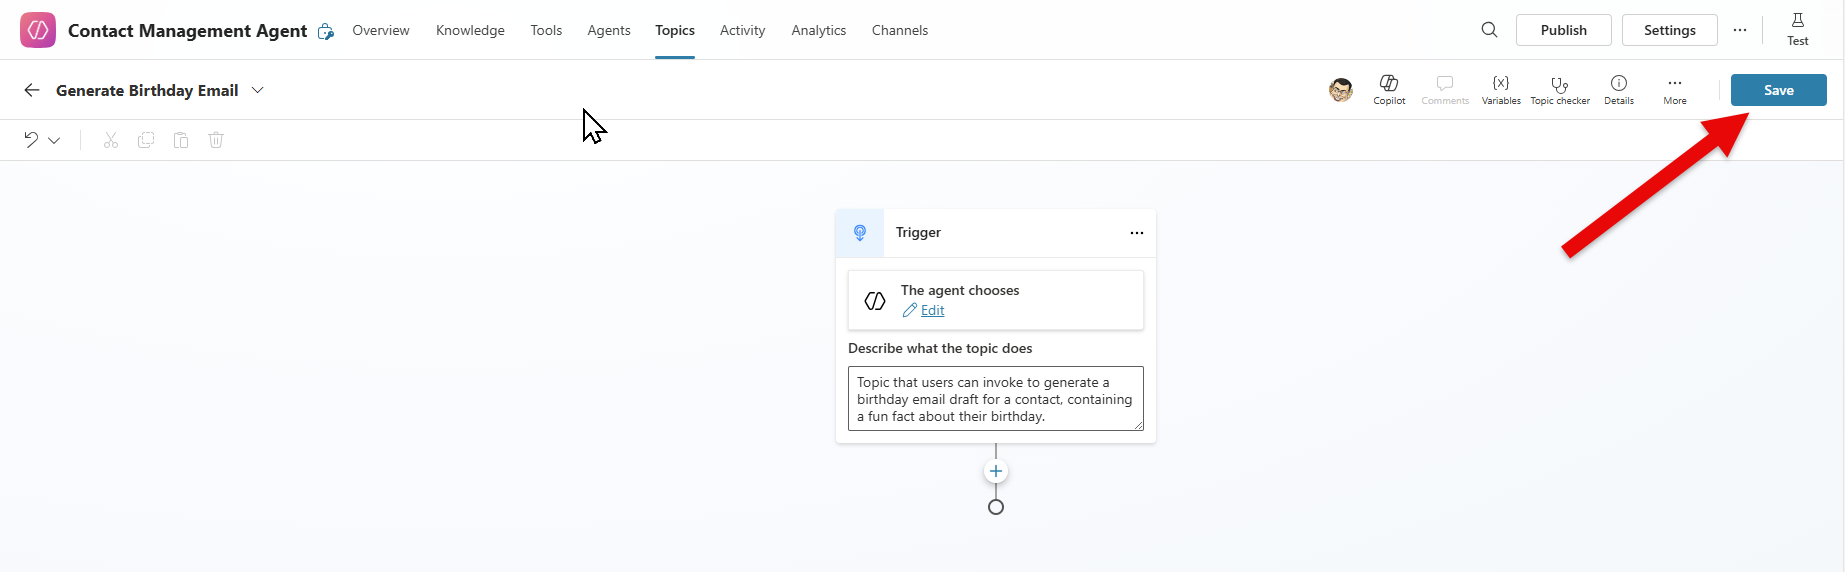 Contact Management Agent
Overview
Knowledge
Tools
Agents
Topics
Activity
Analytics
Channels
Publish
Settings
Test
Generate Birthday Email
Copilot
Comments
{x}
Variables
Topic checker
Details
More
Save
Trigger
The agent chooses
Edit
Describe what the topic does
Topic that users can invoke to generate a
birthday email draft for a contact, containing
a fun fact about their birthday.